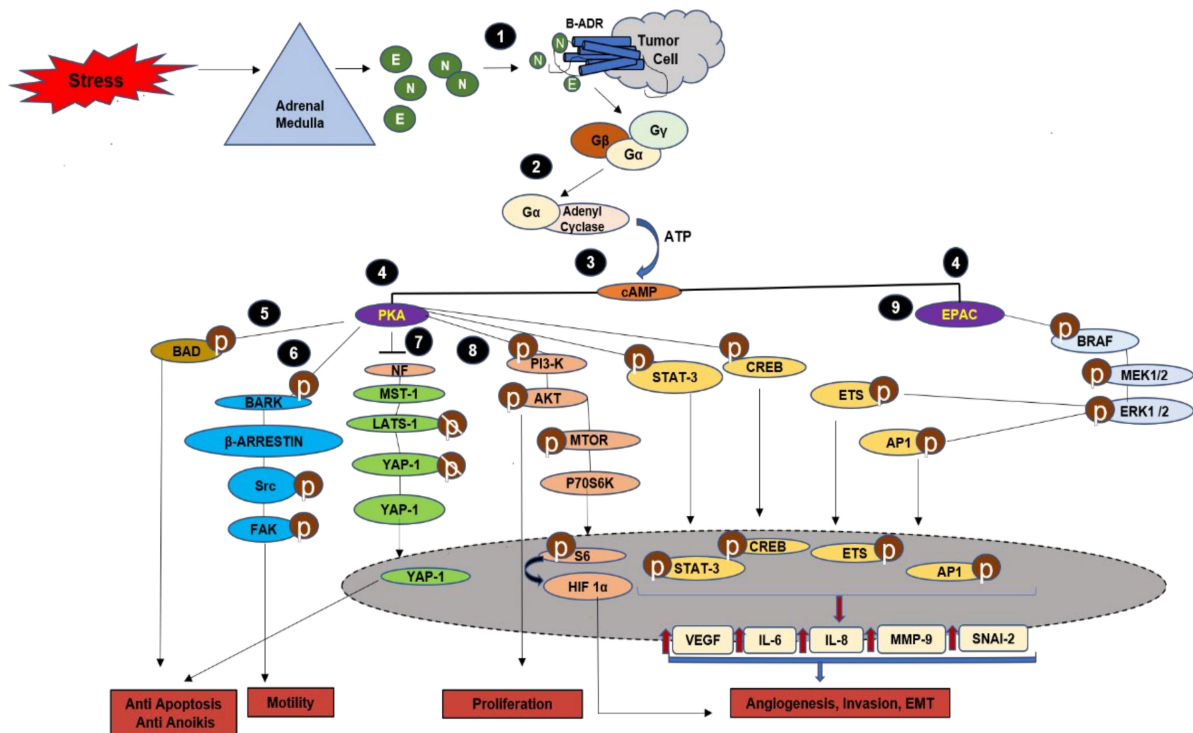 1
B-ADR
Tumor
Cell
Stress
Adrenal
Medulla
E
N
N
N
E
N
N
E
Gβ
Gγ
Gα
2
Gα
Adenyl
Cyclase
ATP
3
cAMP
4
4
PKA
9
EPAC
5
BAD
p
6
BARK
p
β-ARRESTIN
Src
p
FAK
p
7
NF
MST-1
LATS-1
p
YAP-1
p
YAP-1
8
p
PI3-K
p
AKT
p
MTOR
P70S6K
p
STAT-3
p
CREB
p
BRAF
p
MEK1/2
p
ERK1 /2
ETS
p
AP1
p
YAP-1
p
S6
HIF 1α
p
STAT-3
p
CREB
ETS
p
AP1
p
VEGF
IL-6
IL-8
MMP-9
SNAI-2
Anti Apoptosis
Anti Anoikis
Motility
Proliferation
Angiogenesis, Invasion, EMT